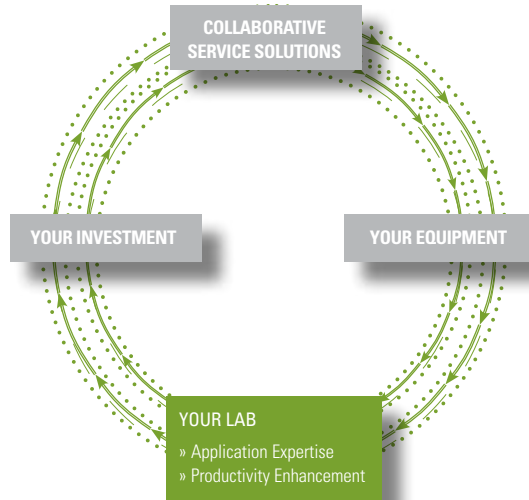 COLLABORATIVE
SERVICE SOLUTIONS
YOUR INVESTMENT
YOUR EQUIPMENT
YOUR LAB
» Application Expertise
» Productivity Enhancement